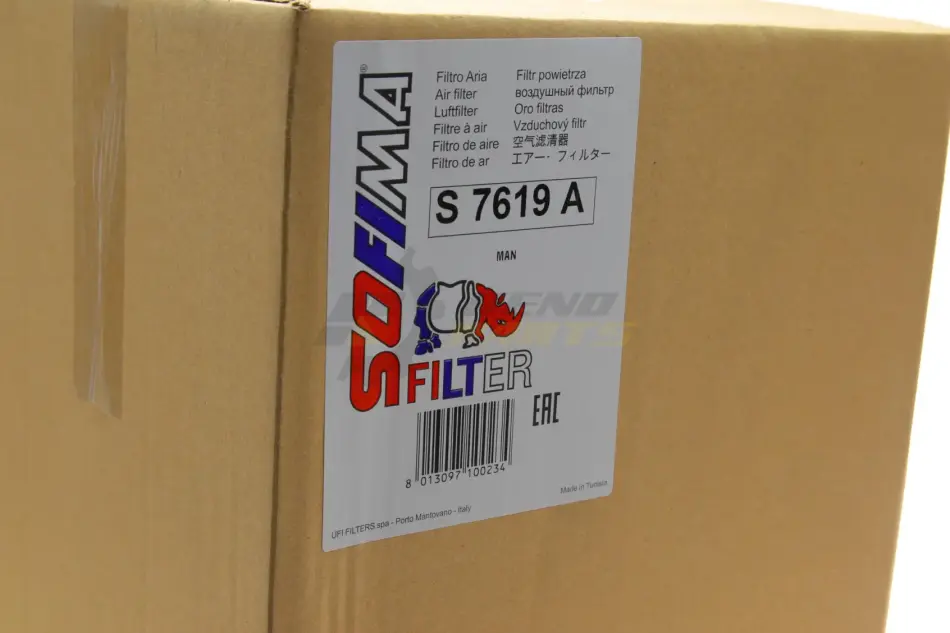 SOFIMA®
Filtro Aria
Air filter
Luftfilter
Filtre à air
Filtro de aire
Filtro de ar
Filtr powietrza
воздушный фильтр
Oro filtras
Vzduchový filtr
空气滤清器
エアー・フィルター
S 7619 A
MAN
FILTER
EAC
8 013097 100234
UFI FILTERS spa - Porto Mantovano - Italy
Made in Tunisia